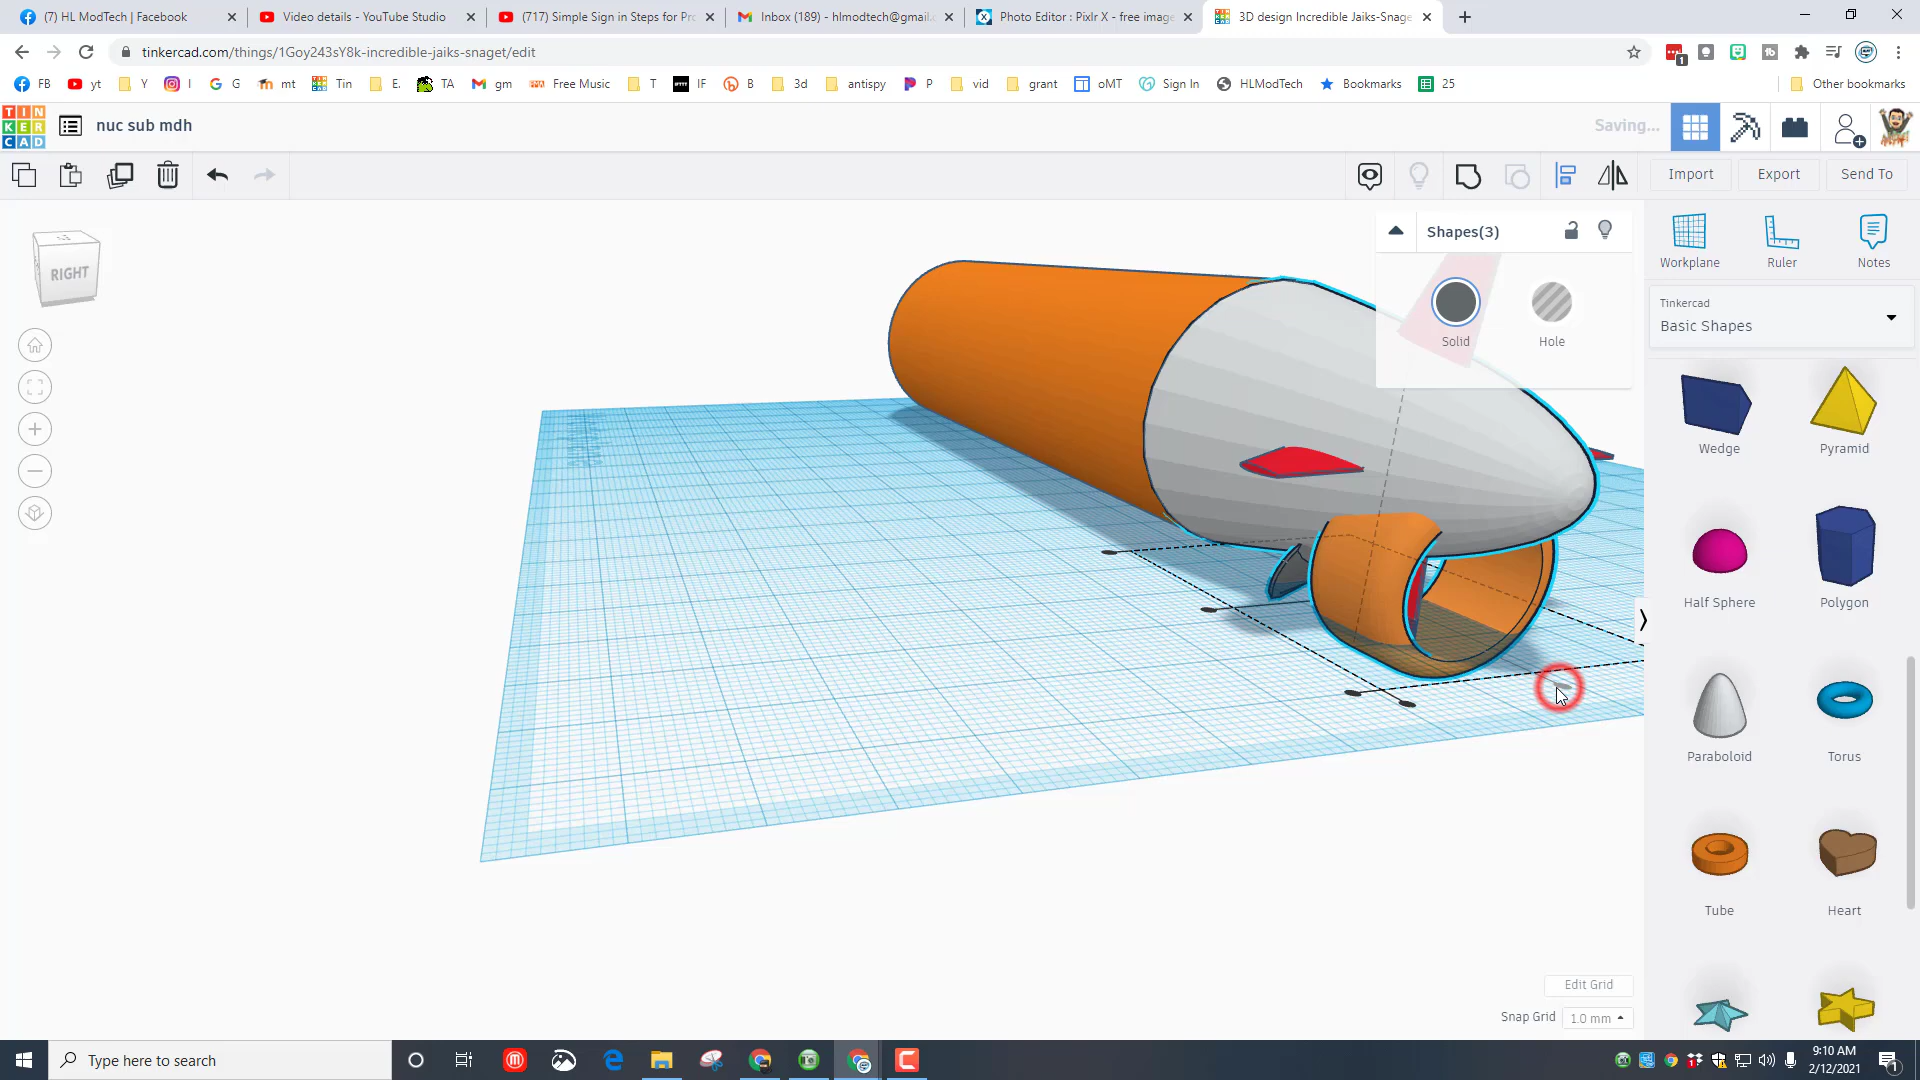 (7) HL ModTech | Facebook
Video details - YouTube Studio
(717) Simple Sign in Steps for Pr
Inbox (189) - hlmodtech@gmail.c
Photo Editor : Pixlr X - free image
3D design Incredible Jaiks-Snage
tinkercad.com/things/1Goy243sY8k-incredible-jaiks-snaget/edit
FB
yt
Y
I
G
mt
Tin
E.
TA
gm
Free Music
T
IF
B
3d
antispy
P
vid
grant
oMT
Sign In
HLModTech
Bookmarks
25
Other bookmarks
TIN
KER
CAD
nuc sub mdh
Saving...
Import
Export
Send To
RIGHT
Shapes(3)
Solid
Hole
Workplane
Ruler
Notes
Tinkercad
Basic Shapes
Wedge
Pyramid
Half Sphere
Polygon
Paraboloid
Torus
Tube
Heart
Edit Grid
Snap Grid
1.0 mm
Type here to search
9:10 AM
2/12/2021